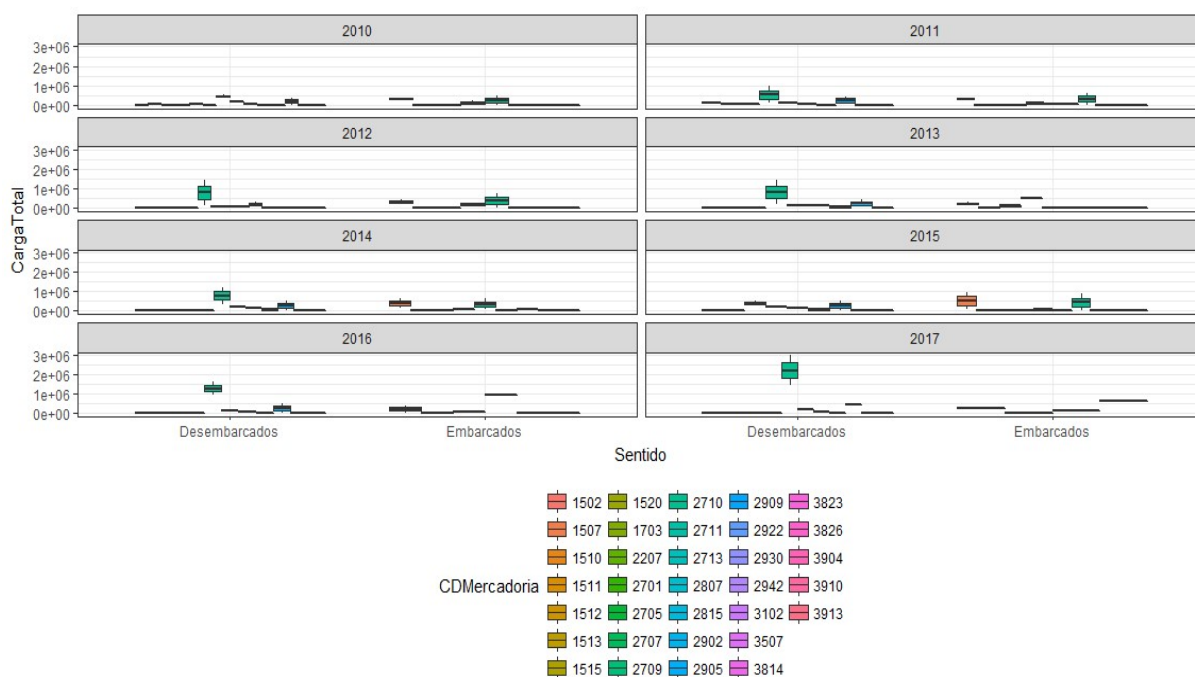 2010 2011
3e+06
2e+06
1e+06
0e+00
2012 2013
3e+06
2e+06
1e+06
0e+00
CargaTotal
2014 2015
3e+06
2e+06
1e+06
0e+00
2016 2017
3e+06
2e+06
1e+06
0e+00
Desembarcados Embarcados Desembarcados Embarcados
Sentido
CDMercadoria
1502 1520 2710 2909 3823
1507 1703 2711 2922 3826
1510 2207 2713 2930 3904
1511 2701 2807 2942 3910
1512 2705 2815 3102 3913
1513 2707 2902 3507
1515 2709 2905 3814